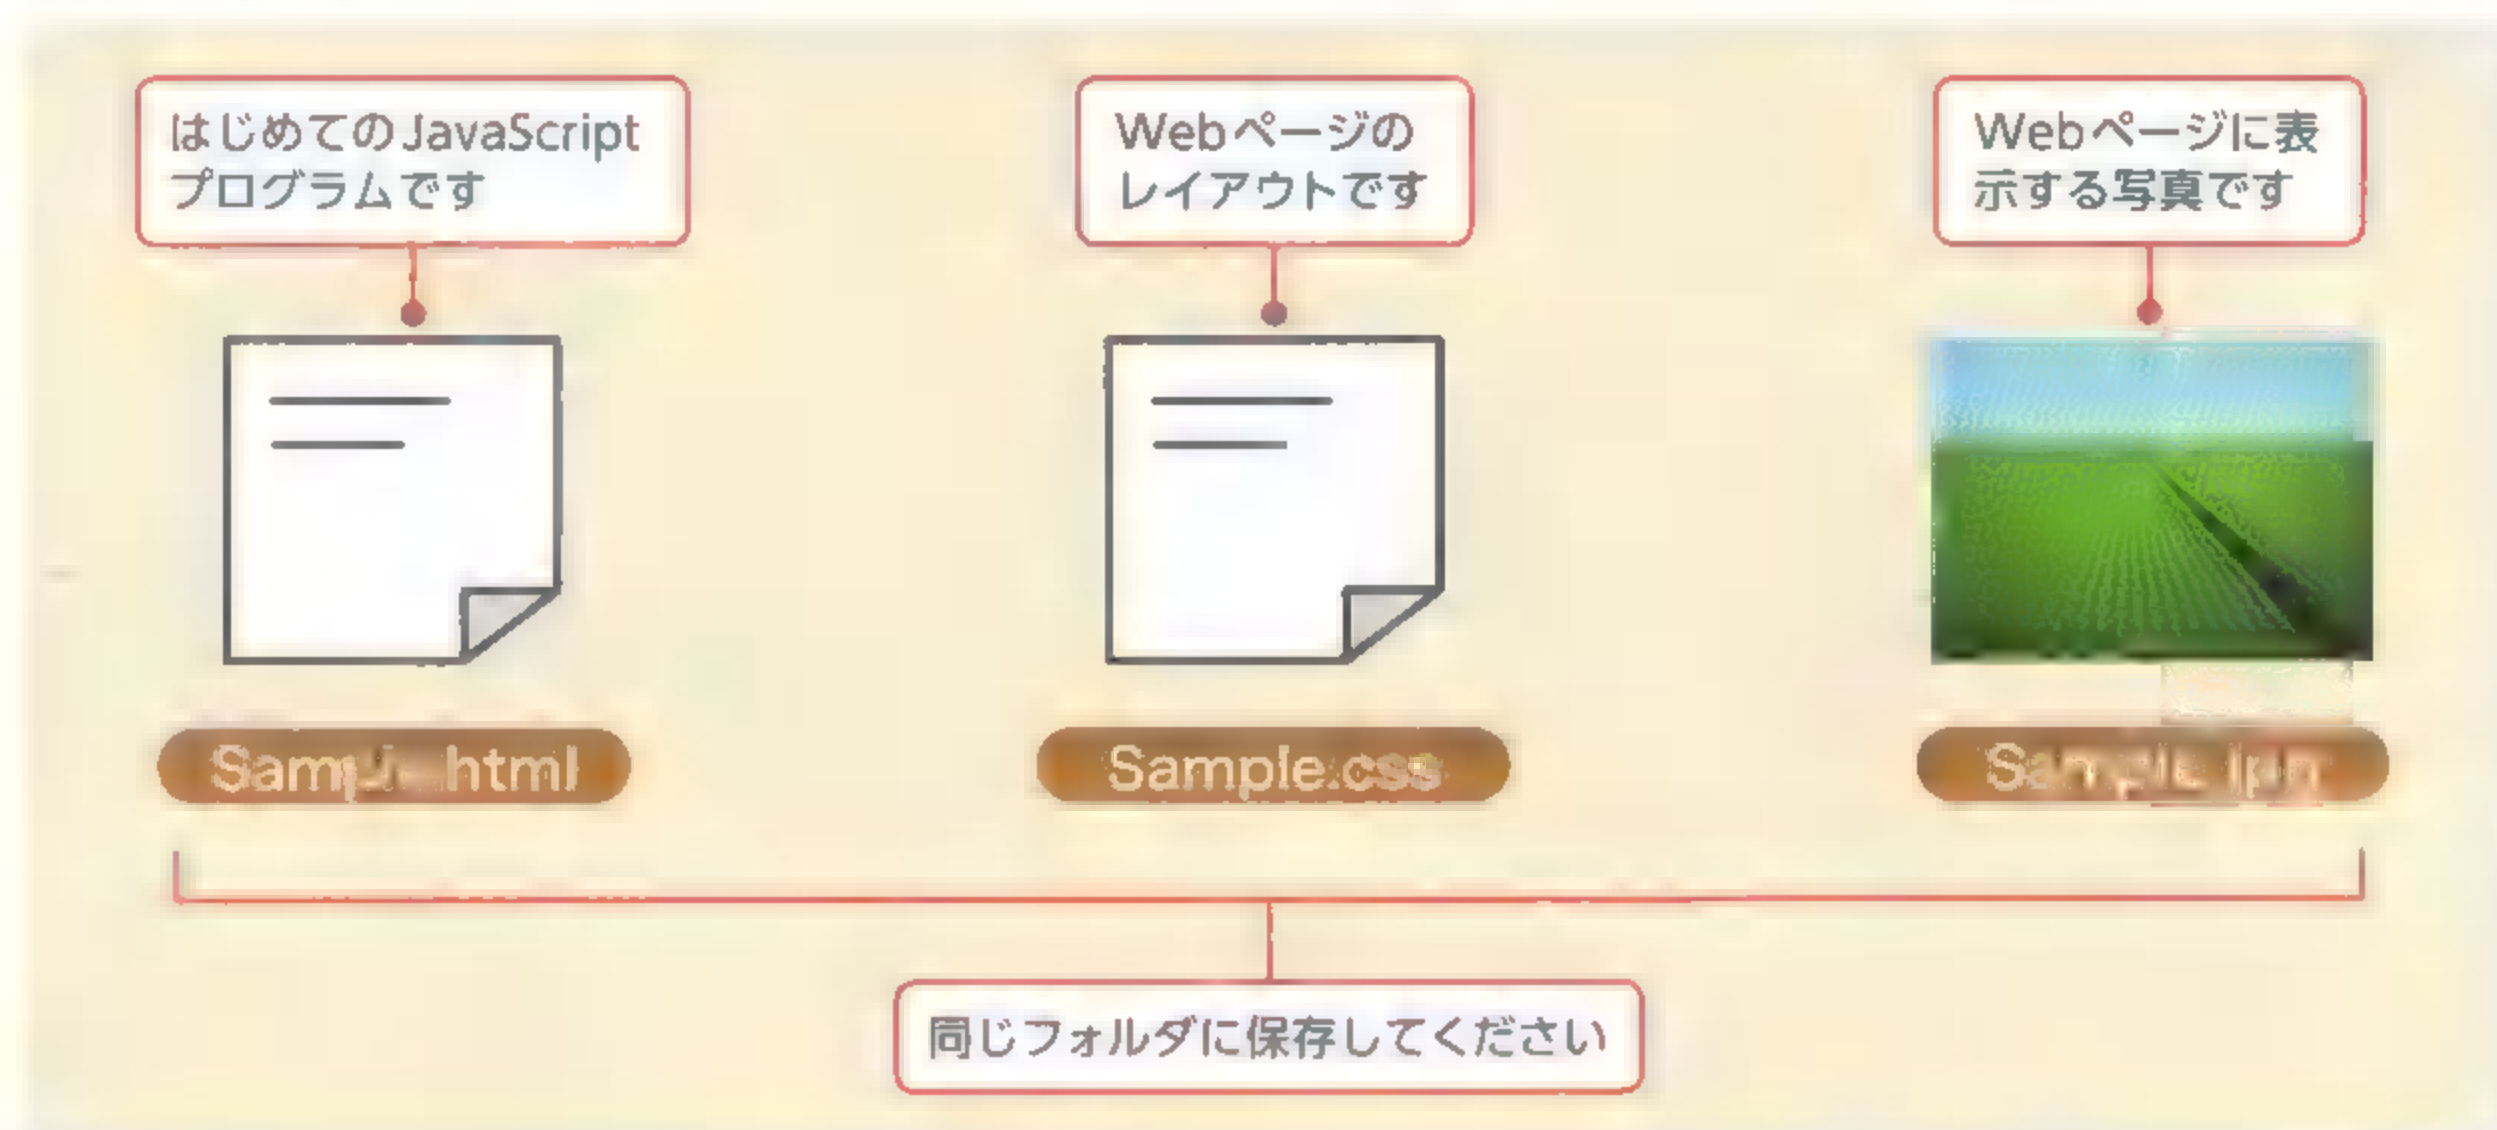 はじめてのJavaScript
プログラムです
Webページの
レイアウトです
Webページに表
示する写真です
Sample.css
同じフォルダに保存してください